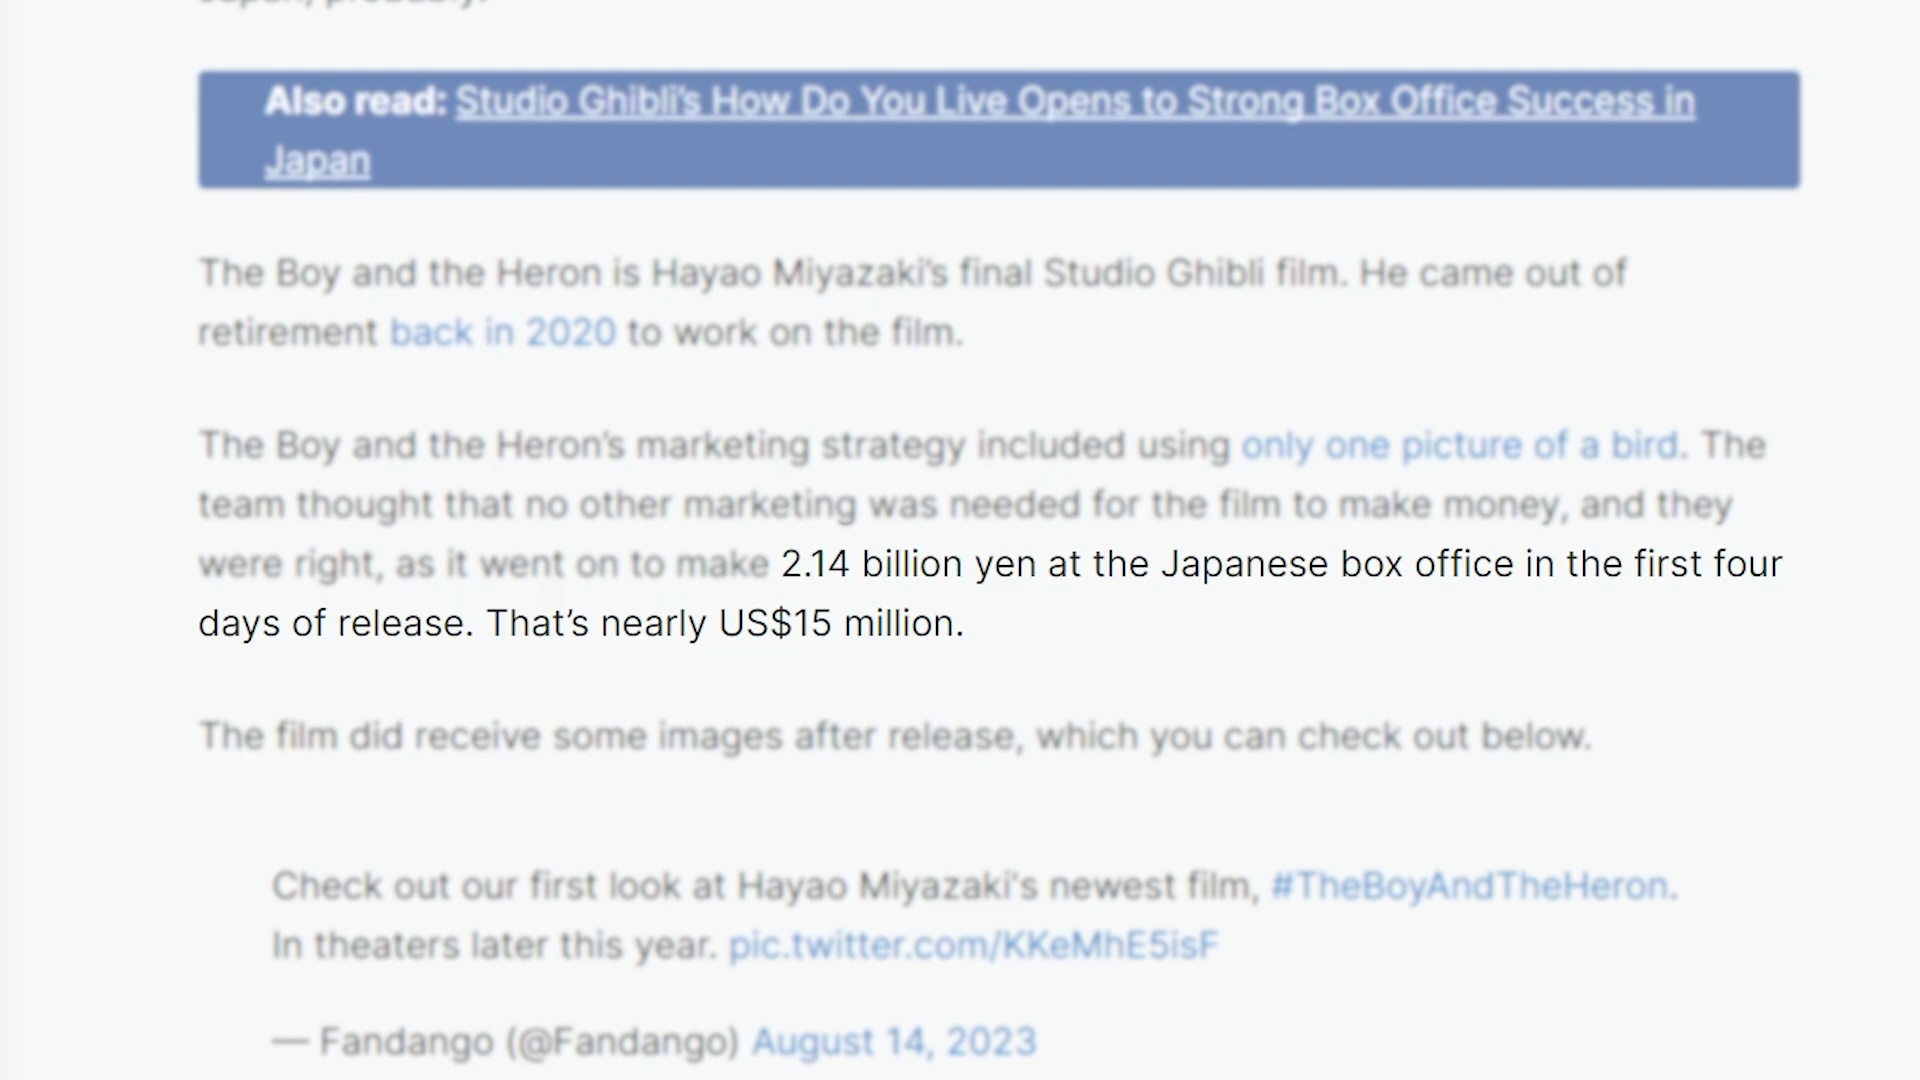 Japan, probably.
Also read: Studio Ghibli's How Do You Live Opens to Strong Box Office Success in
Japan
The Boy and the Heron is Hayao Miyazaki's final Studio Ghibli film. He came out of
retirement back in 2020 to work on the film.
The Boy and the Heron's marketing strategy included using only one picture of a bird. The
team thought that no other marketing was needed for the film to make money, and they
were right, as it went on to make 2.14 billion yen at the Japanese box office in the first four
days of release. That's nearly US$15 million.
The film did receive some images after release, which you can check out below.
Check out our first look at Hayao Miyazaki's newest film, #TheBoyAndTheHeron.
In theaters later this year. pic.twitter.com/KKeMhE5isF
— Fandango (@Fandango) August 14, 2023